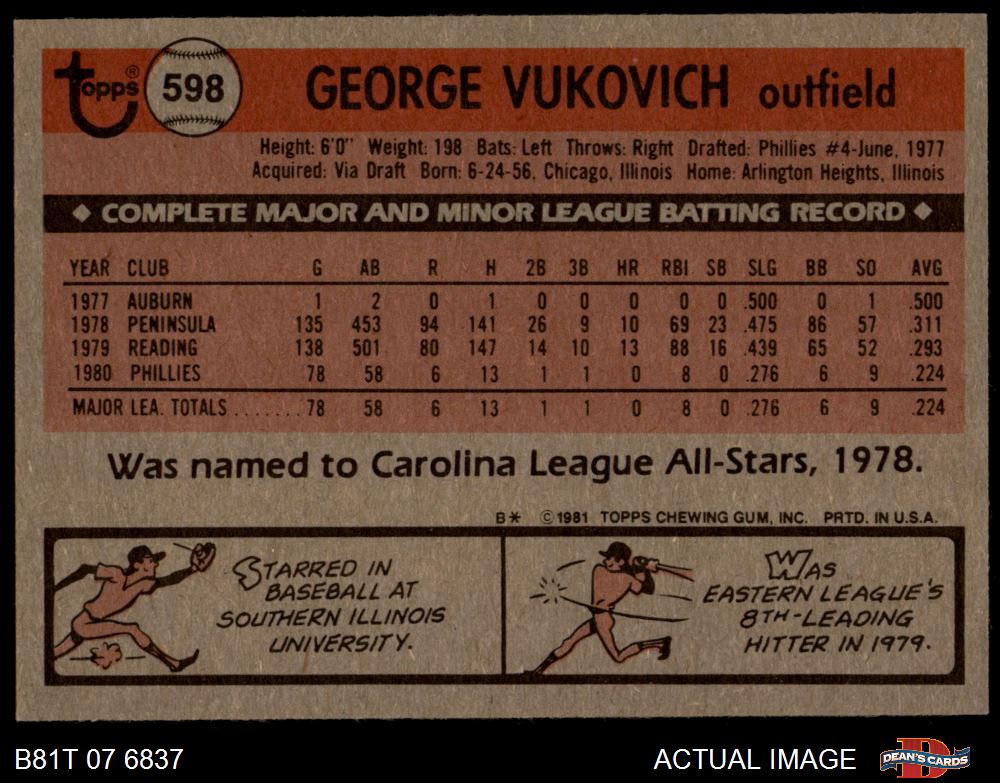 Topps® 598 GEORGE VUKOVICH outfield
Height: 6'0" Weight: 198 Bats: Left Throws: Right Drafted: Phillies #4-June, 1977
Acquired: Via Draft Born: 6-24-56, Chicago, Illinois Home: Arlington Heights, Illinois
◆ COMPLETE MAJOR AND MINOR LEAGUE BATTING RECORD ◆
YEAR CLUB G AB R H 2B 3B HR RBI SB SLG BB SO AVG
1977 AUBURN 1 2 0 1 0 0 0 0 0 .500 0 1 .500
1978 PENINSULA 135 453 94 141 26 9 10 69 23 .475 86 57 .311
1979 READING 138 501 80 147 14 10 13 88 16 .439 65 52 .293
1980 PHILLIES 78 58 6 13 1 1 0 8 0 .276 6 9 .224
MAJOR LEA. TOTALS ....... 78 58 6 13 1 1 0 8 0 .276 6 9 .224
Was named to Carolina League All-Stars, 1978.
B* ©1981 TOPPS CHEWING GUM, INC. PRTD. IN U.S.A.
STARRED IN
BASEBALL AT
SOUTHERN ILLINOIS
UNIVERSITY.
WAS
EASTERN LEAGUE'S
8TH-LEADING
HITTER IN 1979.
B81T 07 6837
ACTUAL IMAGE
DEAN'S CARDS